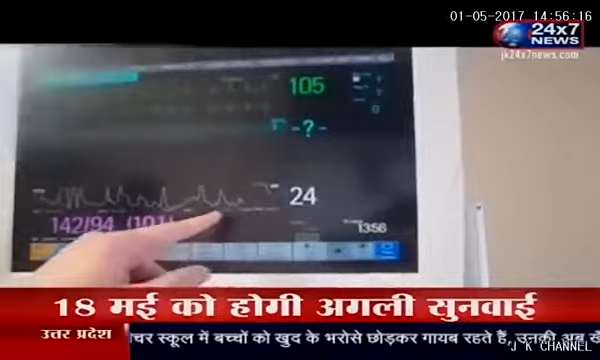 01-05-2017 14:56:16
24x7
NEWS
jk24x7news.com
105
-?-
24
142/94 (101)
1356
18 मई को होगी अगली सुनवाई
उत्तर प्रदेश
चर स्कूल में बच्चों को खुद के भरोसे छोड़कर गायब रहते हैं, उनकी अब
J K CHANNEL